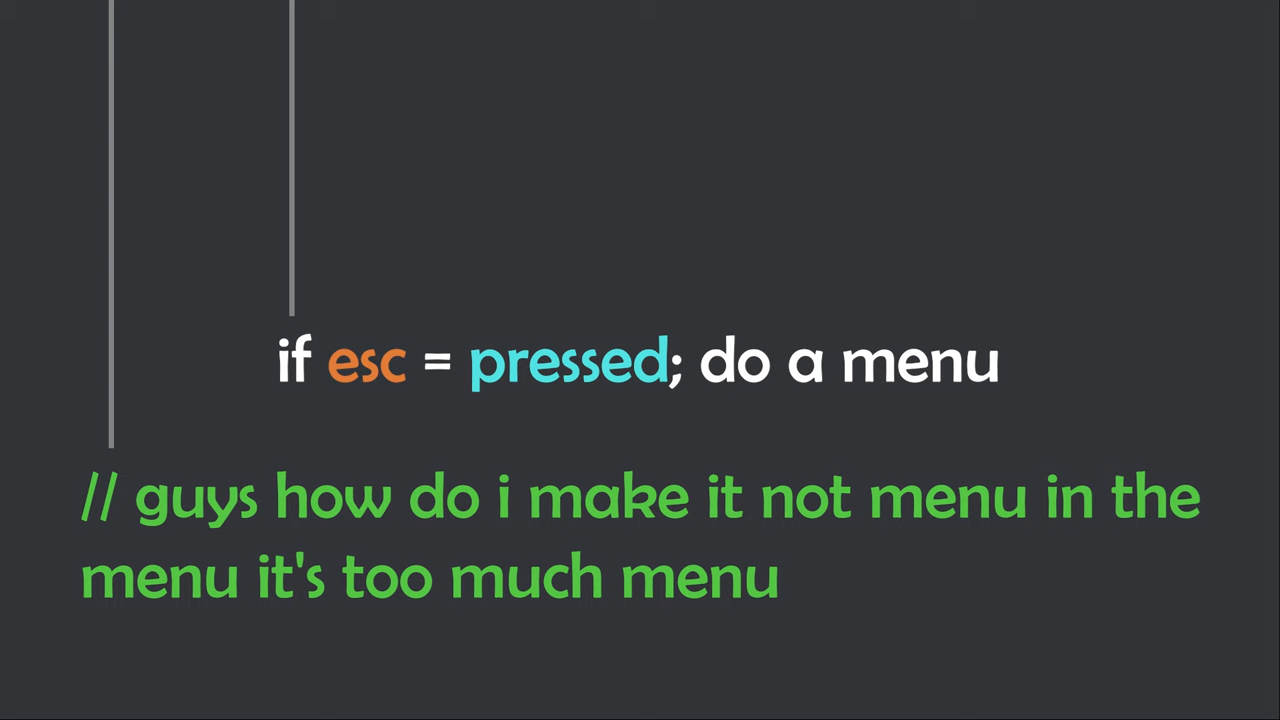 if esc = pressed; do a menu
// guys how do i make it not menu in the
menu it's too much menu